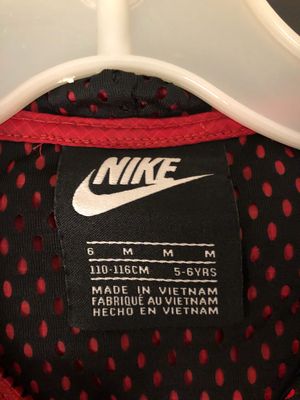 NIKE
6 M M M
110-116CM 5-6YRS
MADE IN VIETNAM
FABRIQUÉ AU VIETNAM
HECHO EN VIETNAM